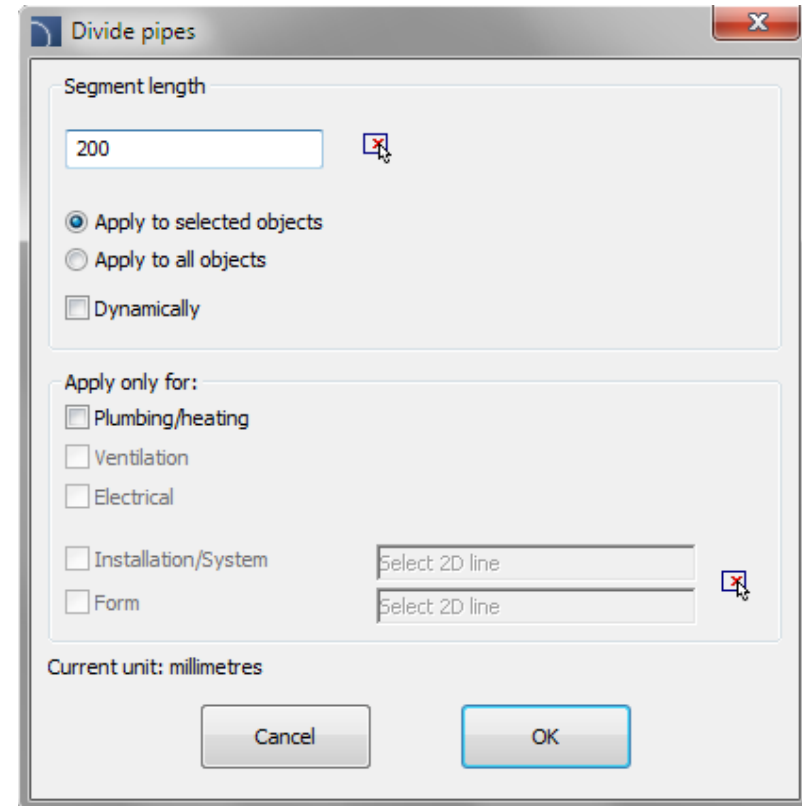 Divide pipes
Segment length
200
Apply to selected objects
Apply to all objects
Dynamically
Apply only for:
Plumbing/heating
Ventilation
Electrical
Installation/System Select 2D line
Form Select 2D line
Current unit: millimetres
Cancel OK